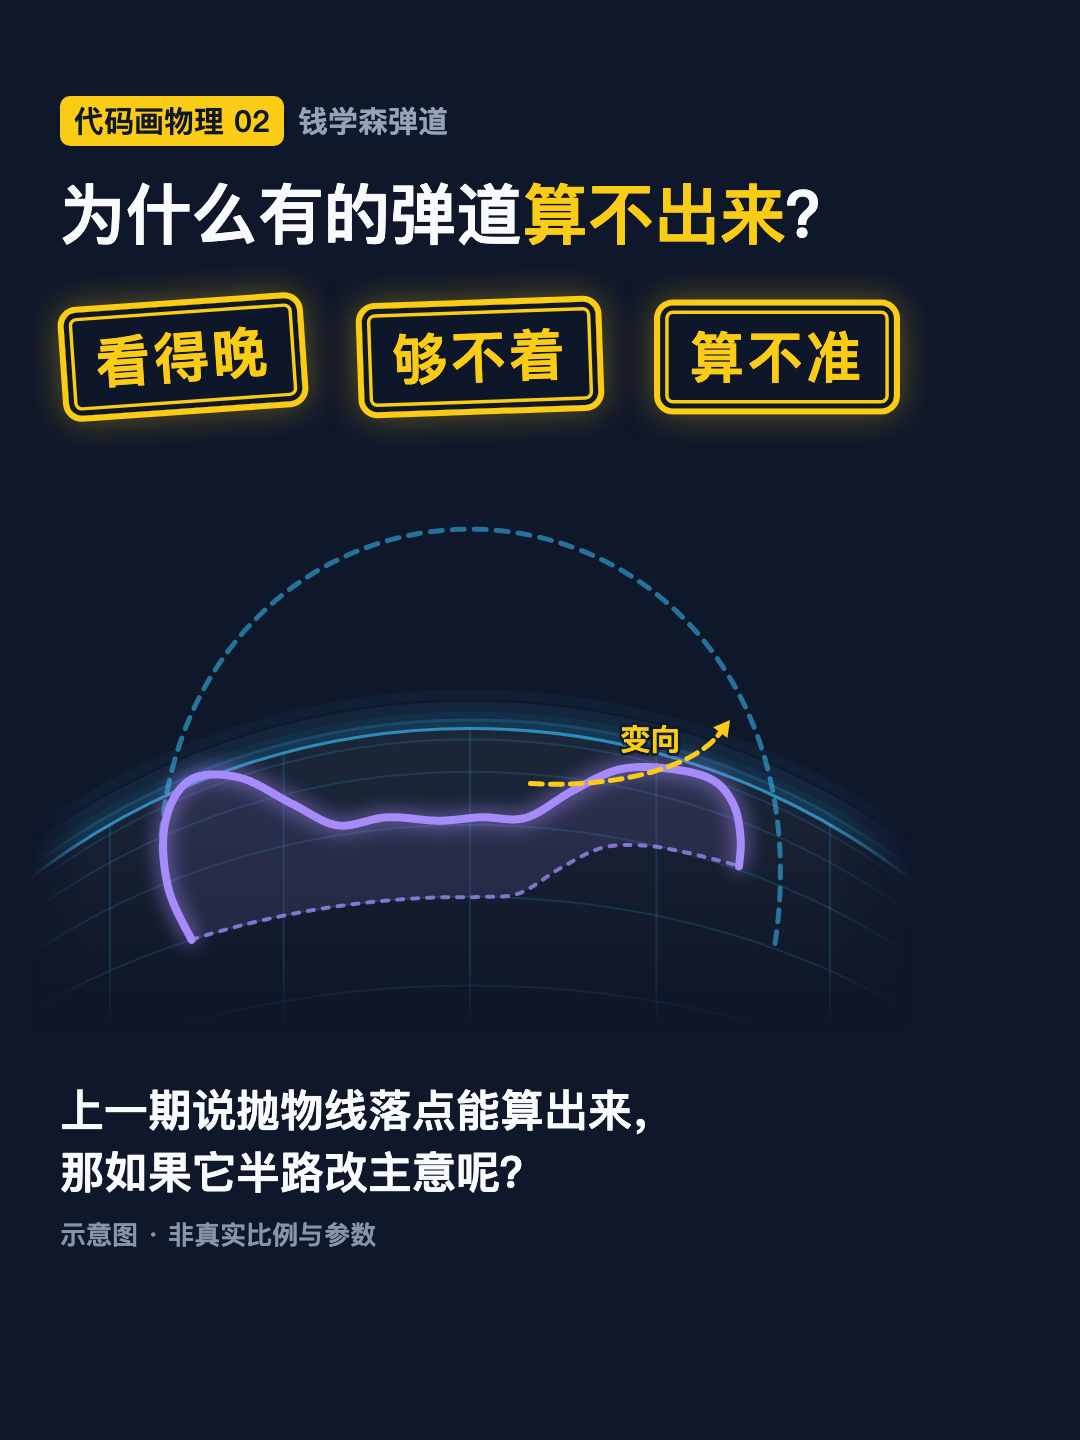 代码画物理 02 钱学森弹道
为什么有的弹道算不出来?
看得晚 够不着 算不准
变向
上一期说抛物线落点能算出来,
那如果它半路改主意呢?
示意图 · 非真实比例与参数